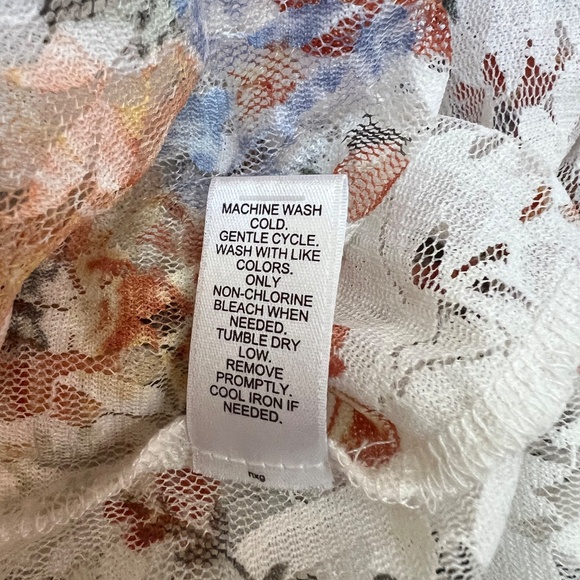 MACHINE WASH
COLD.
GENTLE CYCLE.
WASH WITH LIKE
COLORS.
ONLY
NON-CHLORINE
BLEACH WHEN
NEEDED.
TUMBLE DRY
LOW.
REMOVE
PROMPTLY.
COOL IRON IF
NEEDED.
nxg